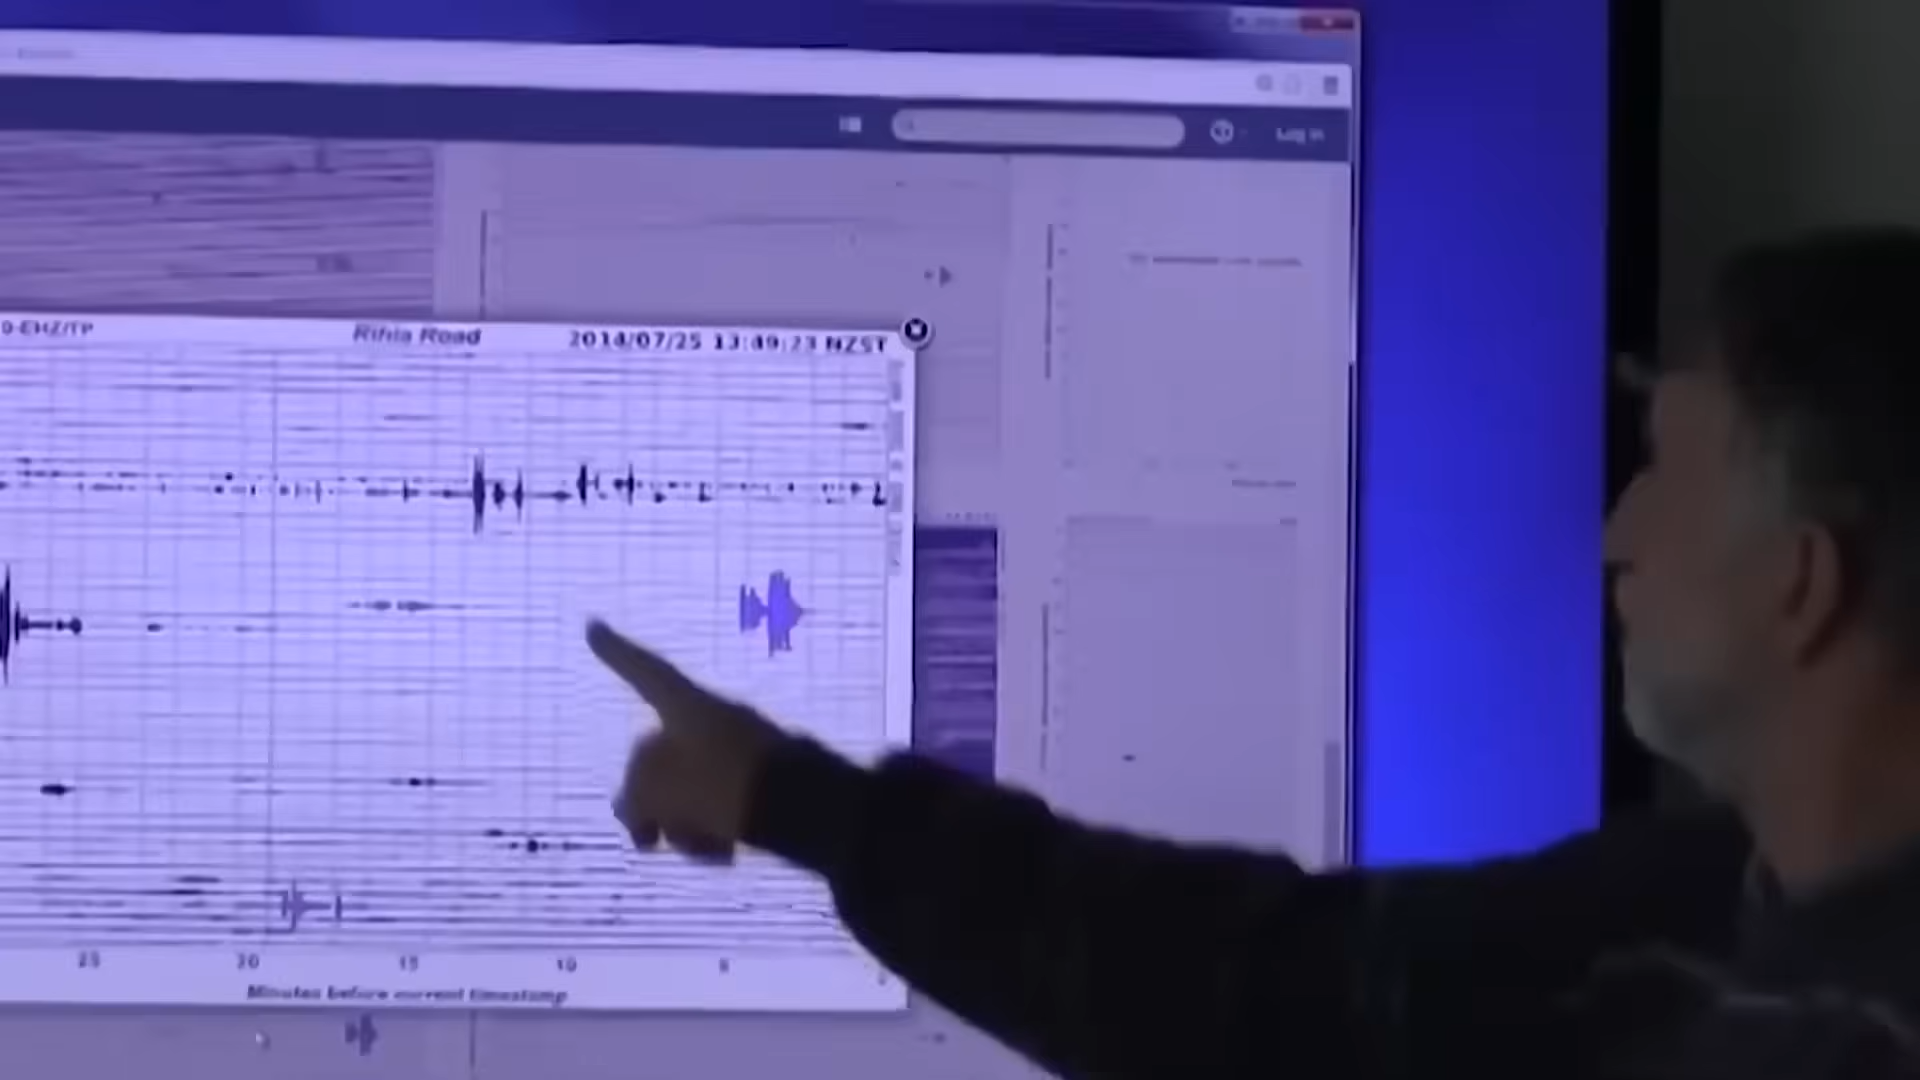 Log in
0-EHZ/TP
Rihia Road
2014/07/25 13:49:23 NZST
25 20 15 10 5
Minutes before current timestamp